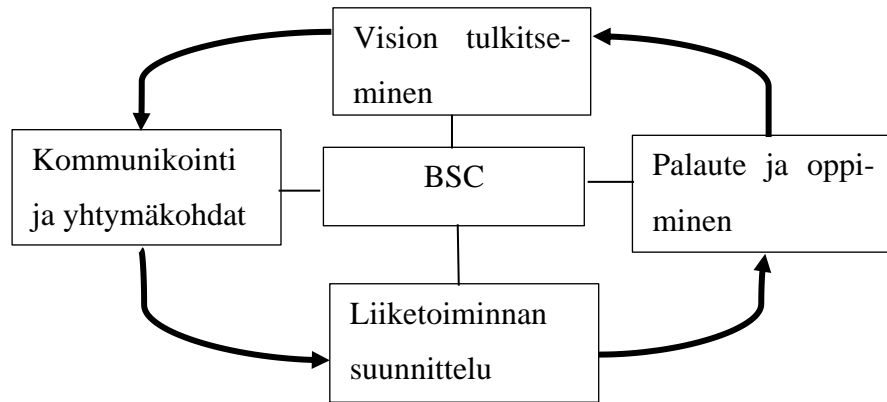 Vision tulkitse-
minen
Kommunikointi
ja yhtymäkohdat
BSC
Palaute ja oppi-
minen
Liiketoiminnan
suunnittelu